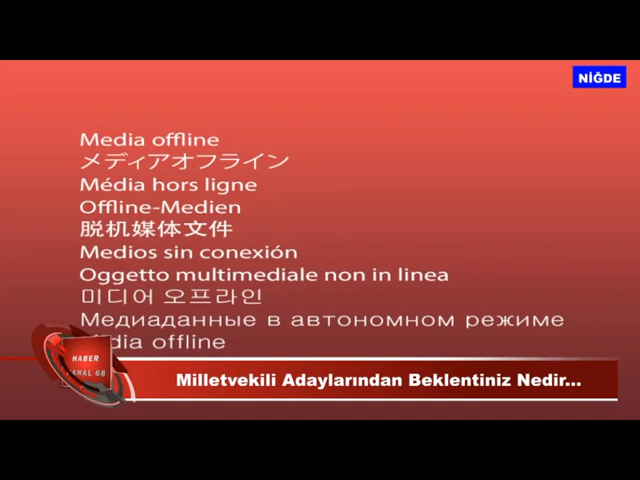 NİĞDE
Media offline
メディアオフライン
Média hors ligne
Offline-Medien
脱机媒体文件
Medios sin conexión
Oggetto multimediale non in linea
미디어 오프라인
Медиаданные в автономном режиме
dia offline
HABER
KANAL 68
Milletvekili Adaylarından Beklentiniz Nedir...